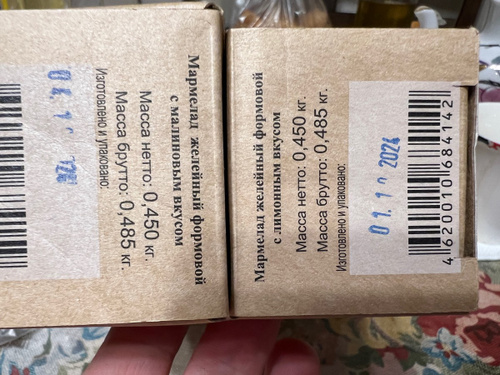 Мармелад желейный формовой
с малиновым вкусом
Масса нетто: 0,450 кг.
Масса брутто: 0,485 кг.
Изготовлено и упаковано:
Мармелад желейный формовой
с лимонным вкусом
Масса нетто: 0,450 кг.
Масса брутто: 0,485 кг.
Изготовлено и упаковано:
2024
4620010684142